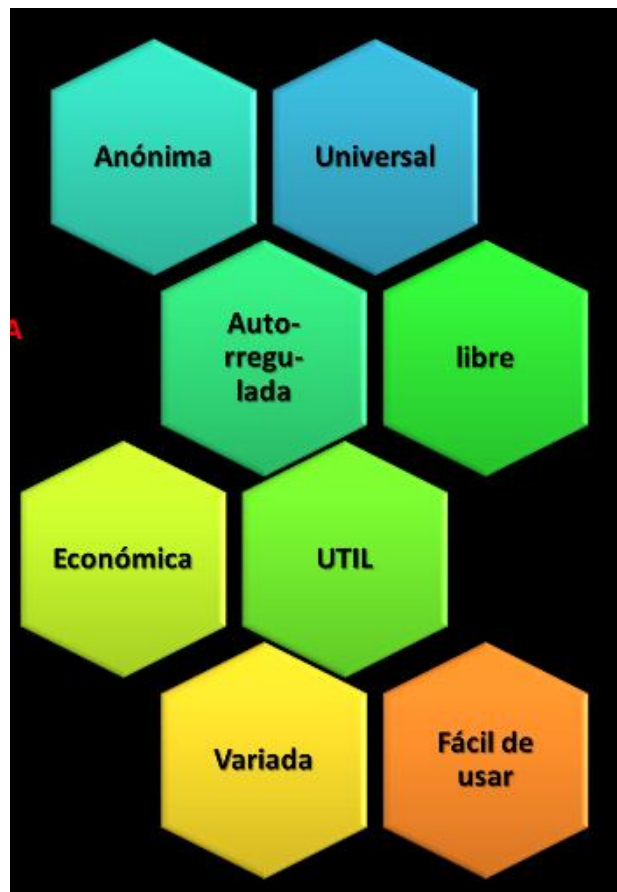 Anónima
Universal
Auto-
rregu-
lada
libre
A
Económica
UTIL
Variada
Fácil de
usar